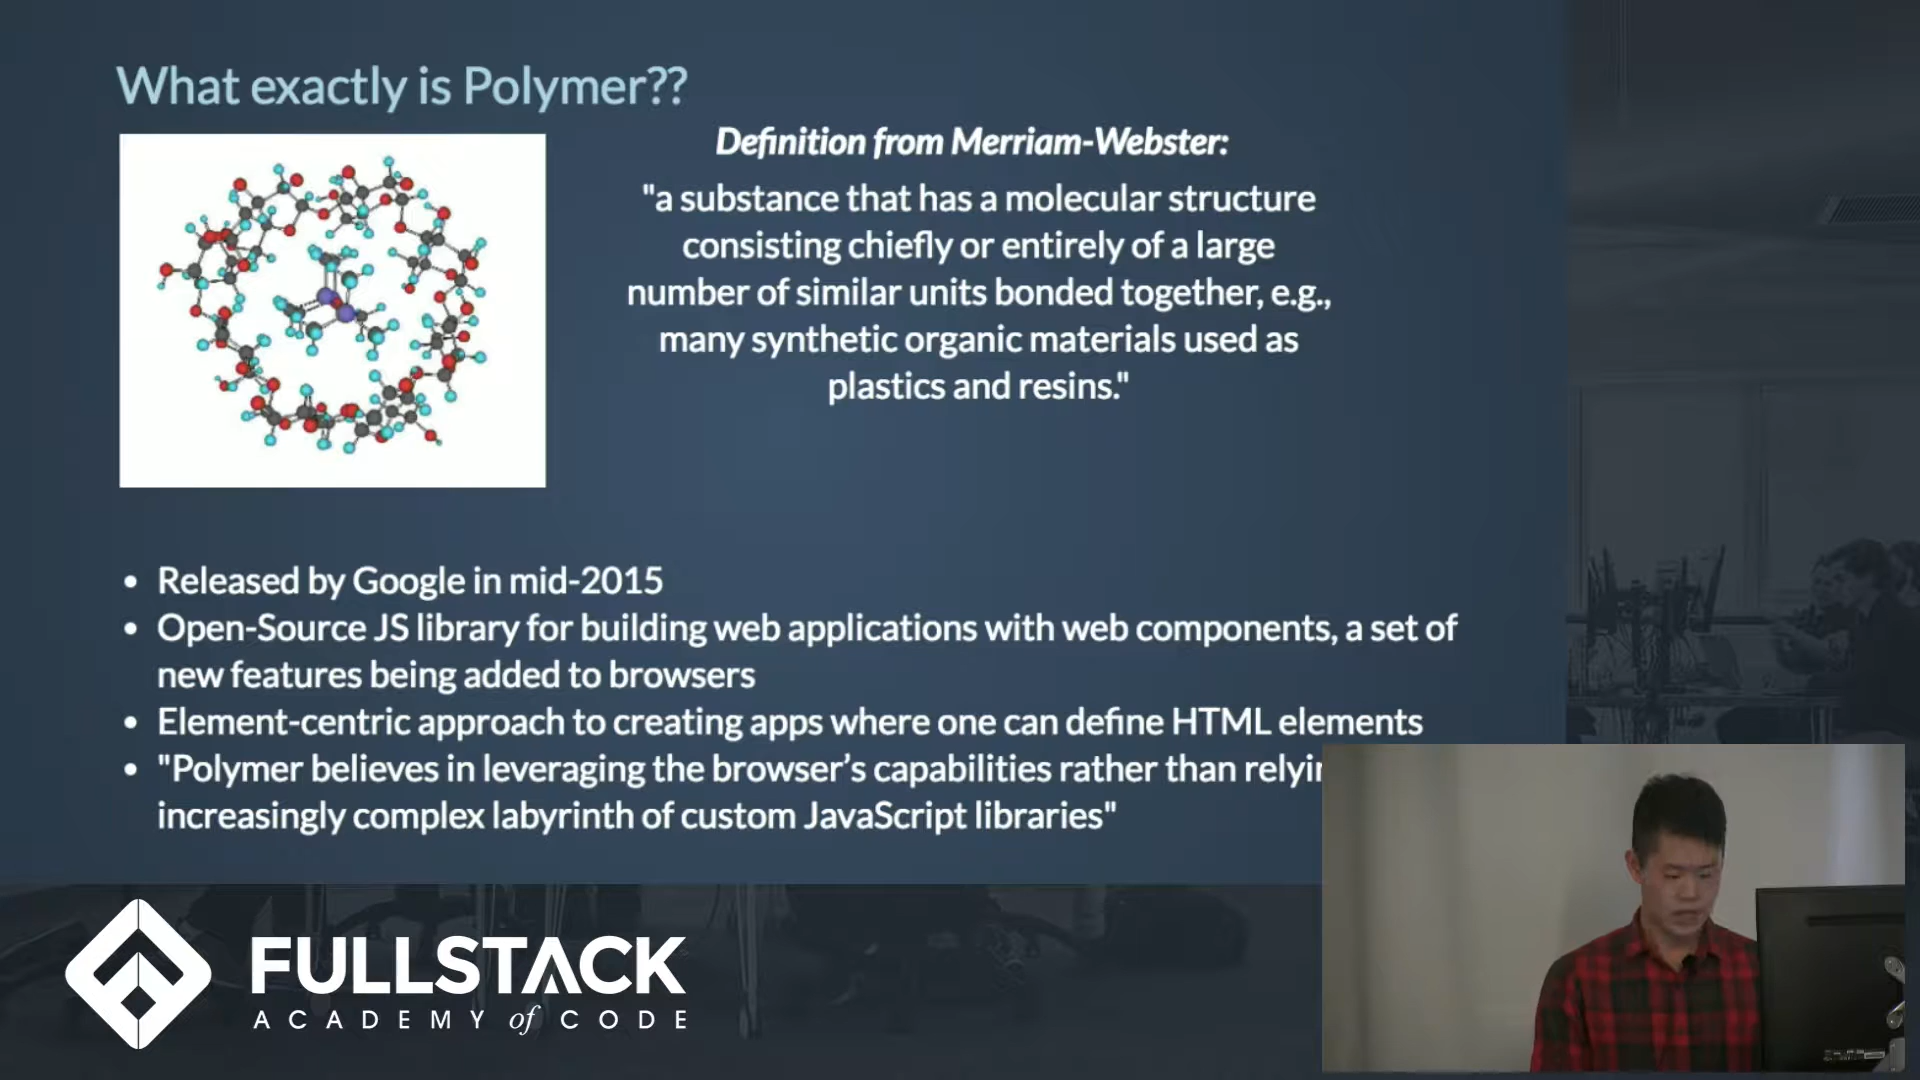 What exactly is Polymer??
Definition from Merriam-Webster:
"a substance that has a molecular structure
consisting chiefly or entirely of a large
number of similar units bonded together, e.g.,
many synthetic organic materials used as
plastics and resins."
• Released by Google in mid-2015
• Open-Source JS library for building web applications with web components, a set of
new features being added to browsers
• Element-centric approach to creating apps where one can define HTML elements
• "Polymer believes in leveraging the browser’s capabilities rather than
increasingly complex labyrinth of custom JavaScript libraries"
FULLSTACK
ACADEMY of CODE